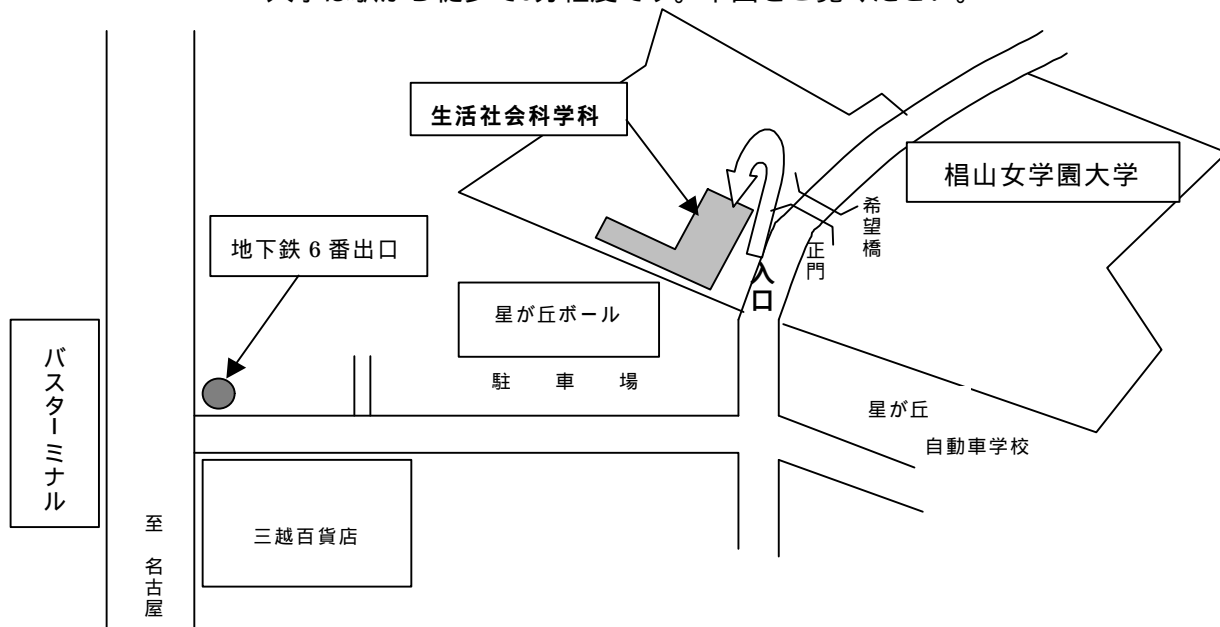 生活社会科学科
椙山女学園大学
希望橋
正門
地下鉄 6 番出口
入口
星が丘ボール
バスターミナル
駐 車 場
星が丘
自動車学校
三越百貨店
至 名古屋